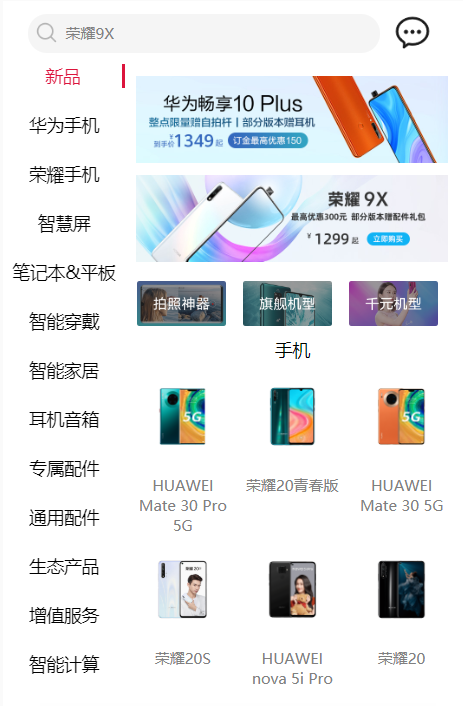 荣耀9X
新品
华为手机
荣耀手机
智慧屏
笔记本&平板
智能穿戴
智能家居
耳机音箱
专属配件
通用配件
生态产品
增值服务
智能计算
华为畅享10 Plus
整点限量赠自拍杆 | 部分版本赠耳机
到手价 ¥1349起 订金最高优惠150
荣耀 9X
最高优惠300元 部分版本赠配件礼包
¥1299起 立即购买
拍照神器 旗舰机型 千元机型
手机
5G
5G
HUAWEI
Mate 30 Pro
5G
荣耀20青春版
HUAWEI
Mate 30 5G
荣耀20S
HUAWEI
nova 5i Pro
荣耀20